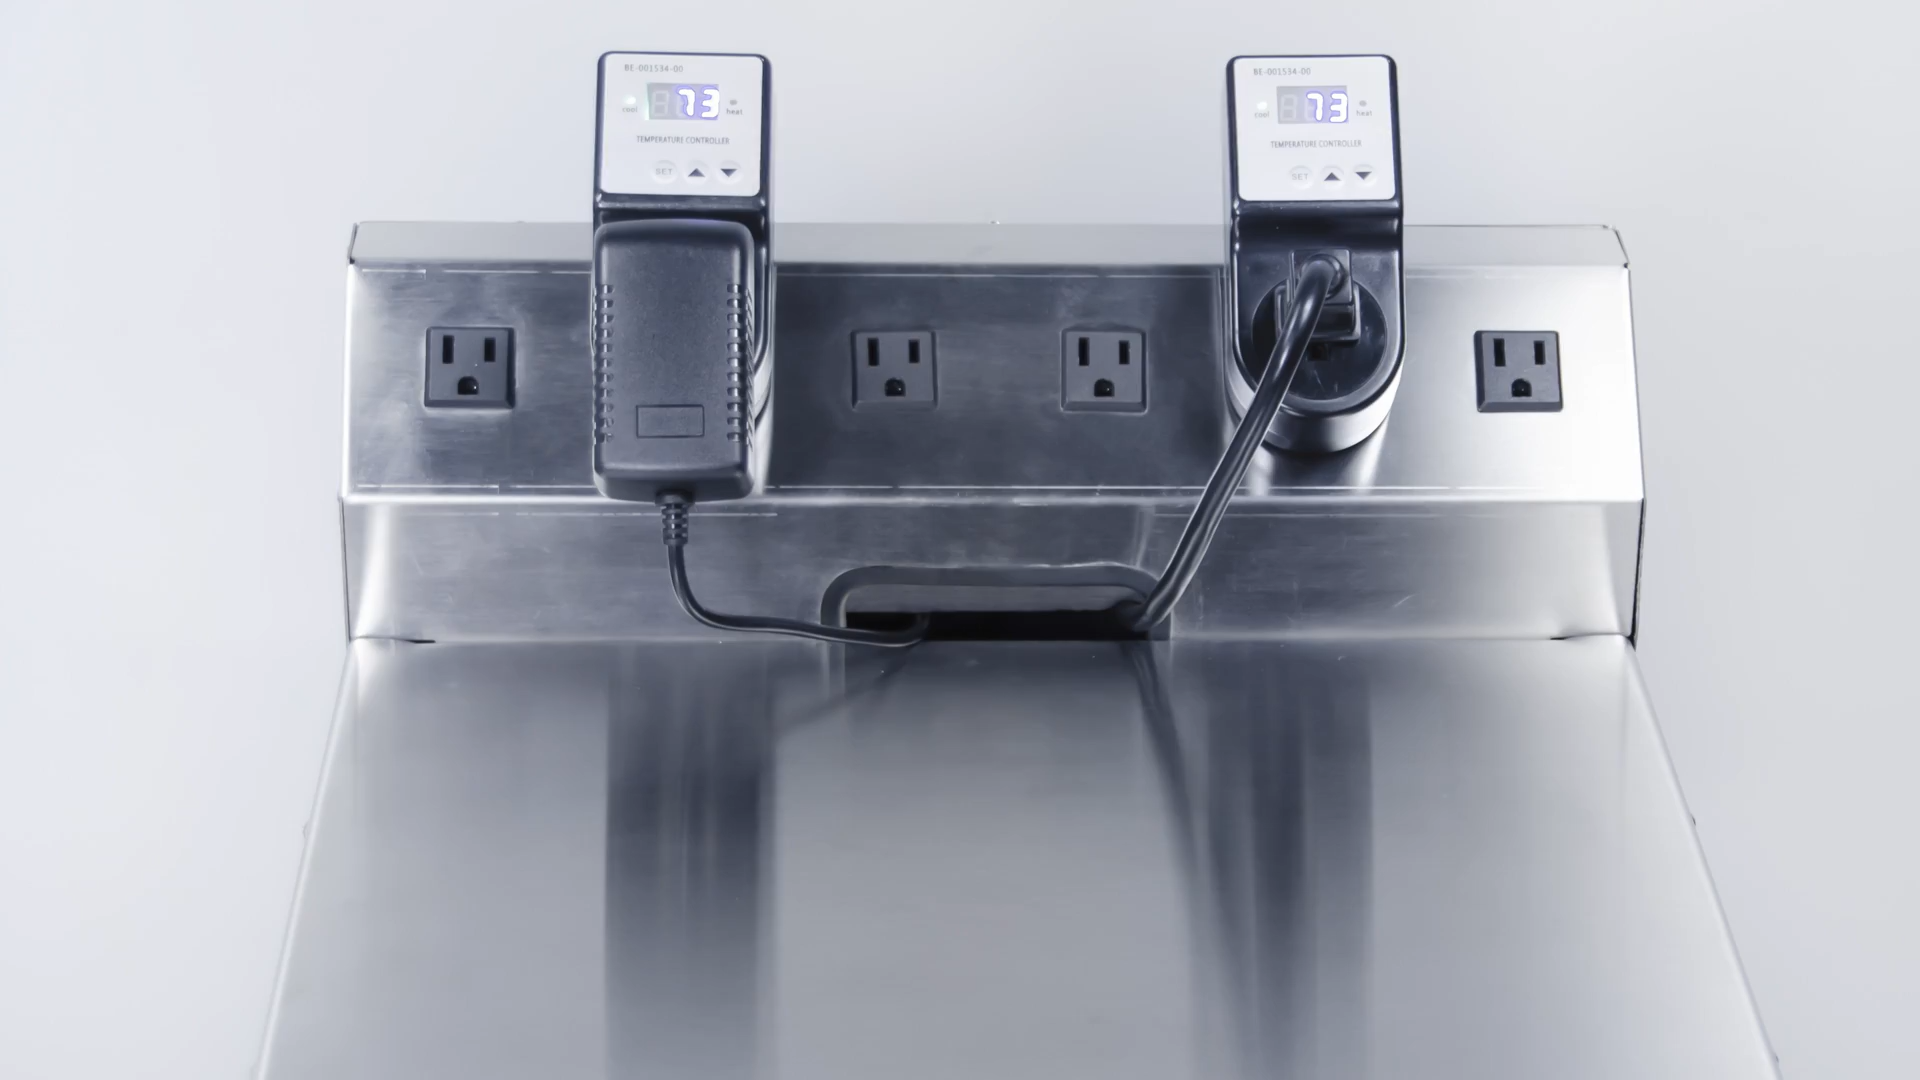 BE-001534-00
73
cool
heat
TEMPERATURE CONTROLLER
SET
BE-001534-00
73
cool
heat
TEMPERATURE CONTROLLER
SET